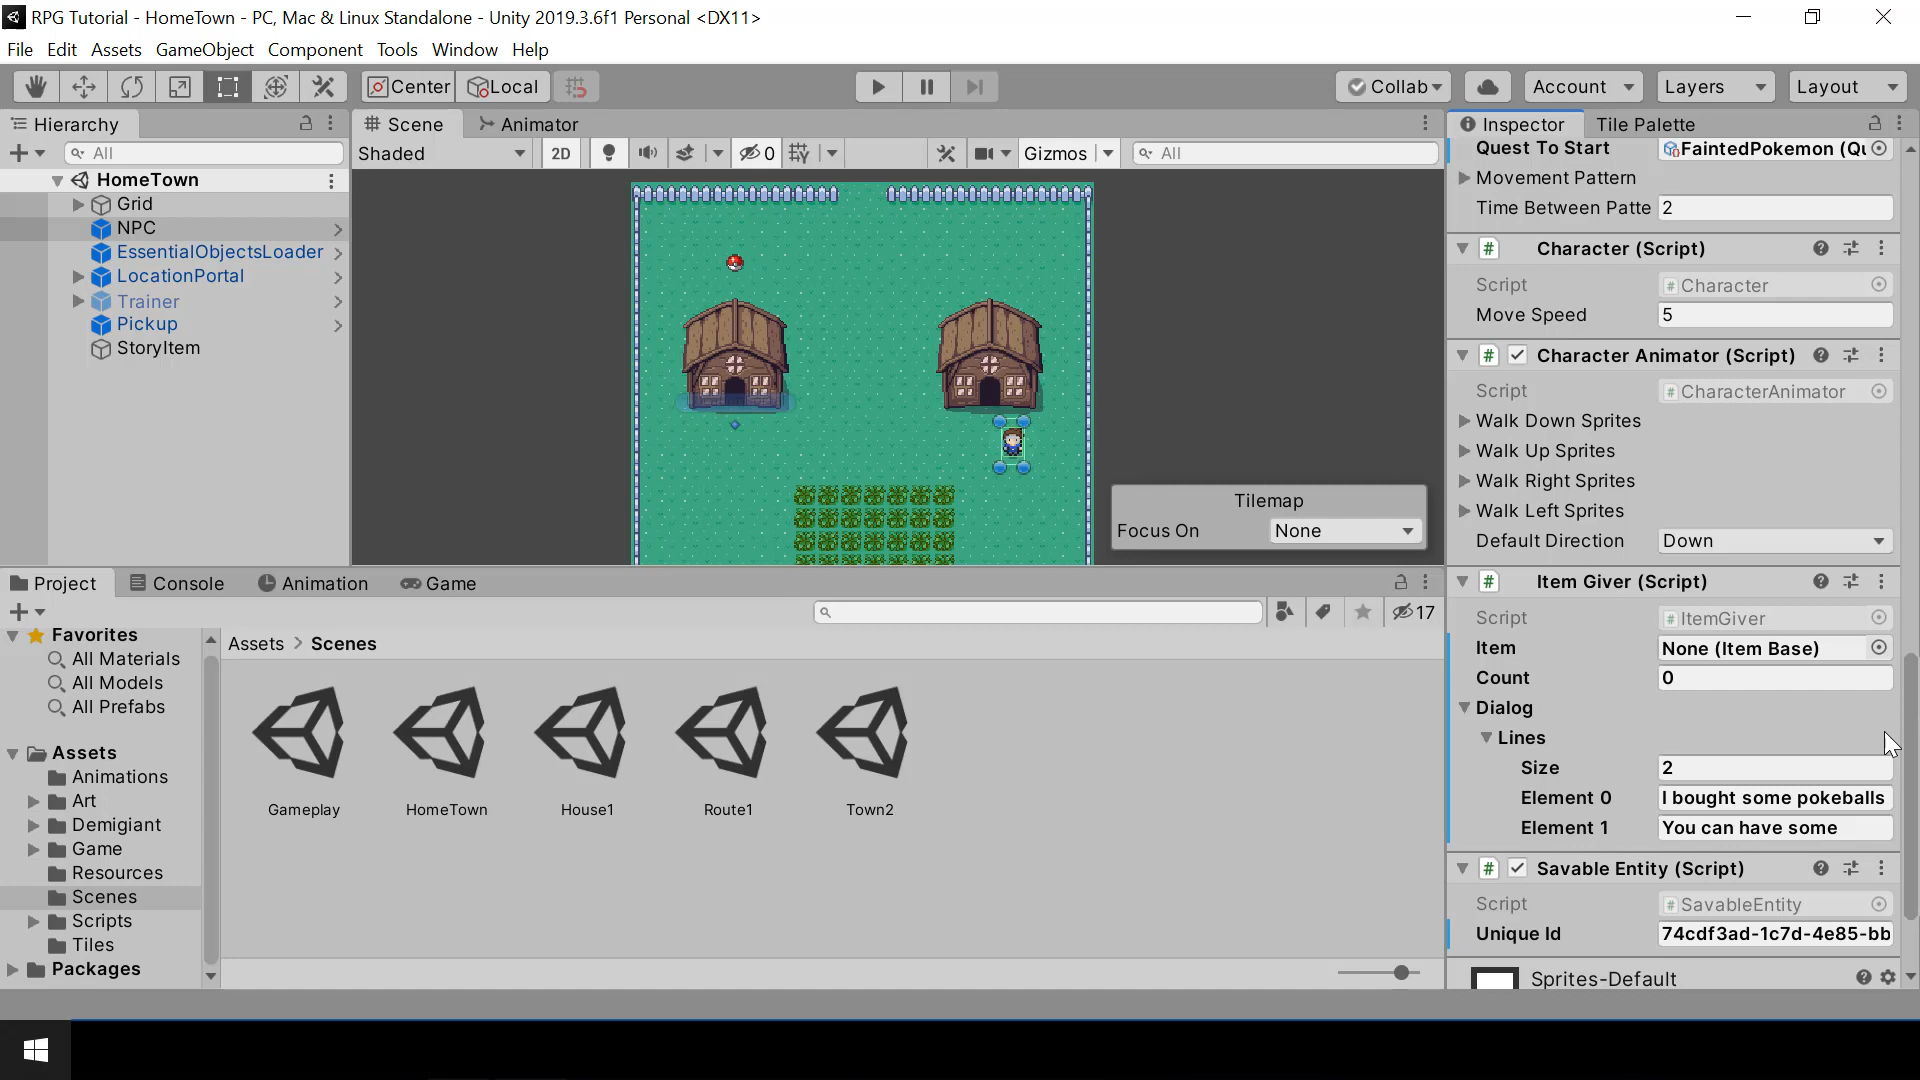 RPG Tutorial - HomeTown - PC, Mac & Linux Standalone - Unity 2019.3.6f1 Personal <DX11>
File Edit Assets GameObject Component Tools Window Help
Center Local Collab Account Layers Layout
Hierarchy
All
HomeTown
Grid
NPC
EssentialObjectsLoader
LocationPortal
Trainer
Pickup
StoryItem
Scene Animator
Shaded 2D 0 Gizmos All
Tilemap
Focus On None
Project Console Animation Game
17
Favorites
All Materials
All Models
All Prefabs
Assets
Animations
Art
Demigiant
Game
Resources
Scenes
Scripts
Tiles
Packages
Assets > Scenes
Gameplay HomeTown House1 Route1 Town2
Inspector Tile Palette
Quest To Start FaintedPokemon (Qu
Movement Pattern
Time Between Patte 2
# Character (Script)
Script # Character
Move Speed 5
# Character Animator (Script)
Script # CharacterAnimator
Walk Down Sprites
Walk Up Sprites
Walk Right Sprites
Walk Left Sprites
Default Direction Down
# Item Giver (Script)
Script # ItemGiver
Item None (Item Base)
Count 0
Dialog
Lines
Size 2
Element 0 I bought some pokeballs
Element 1 You can have some
# Savable Entity (Script)
Script # SavableEntity
Unique Id 74cdf3ad-1c7d-4e85-bb
Sprites-Default